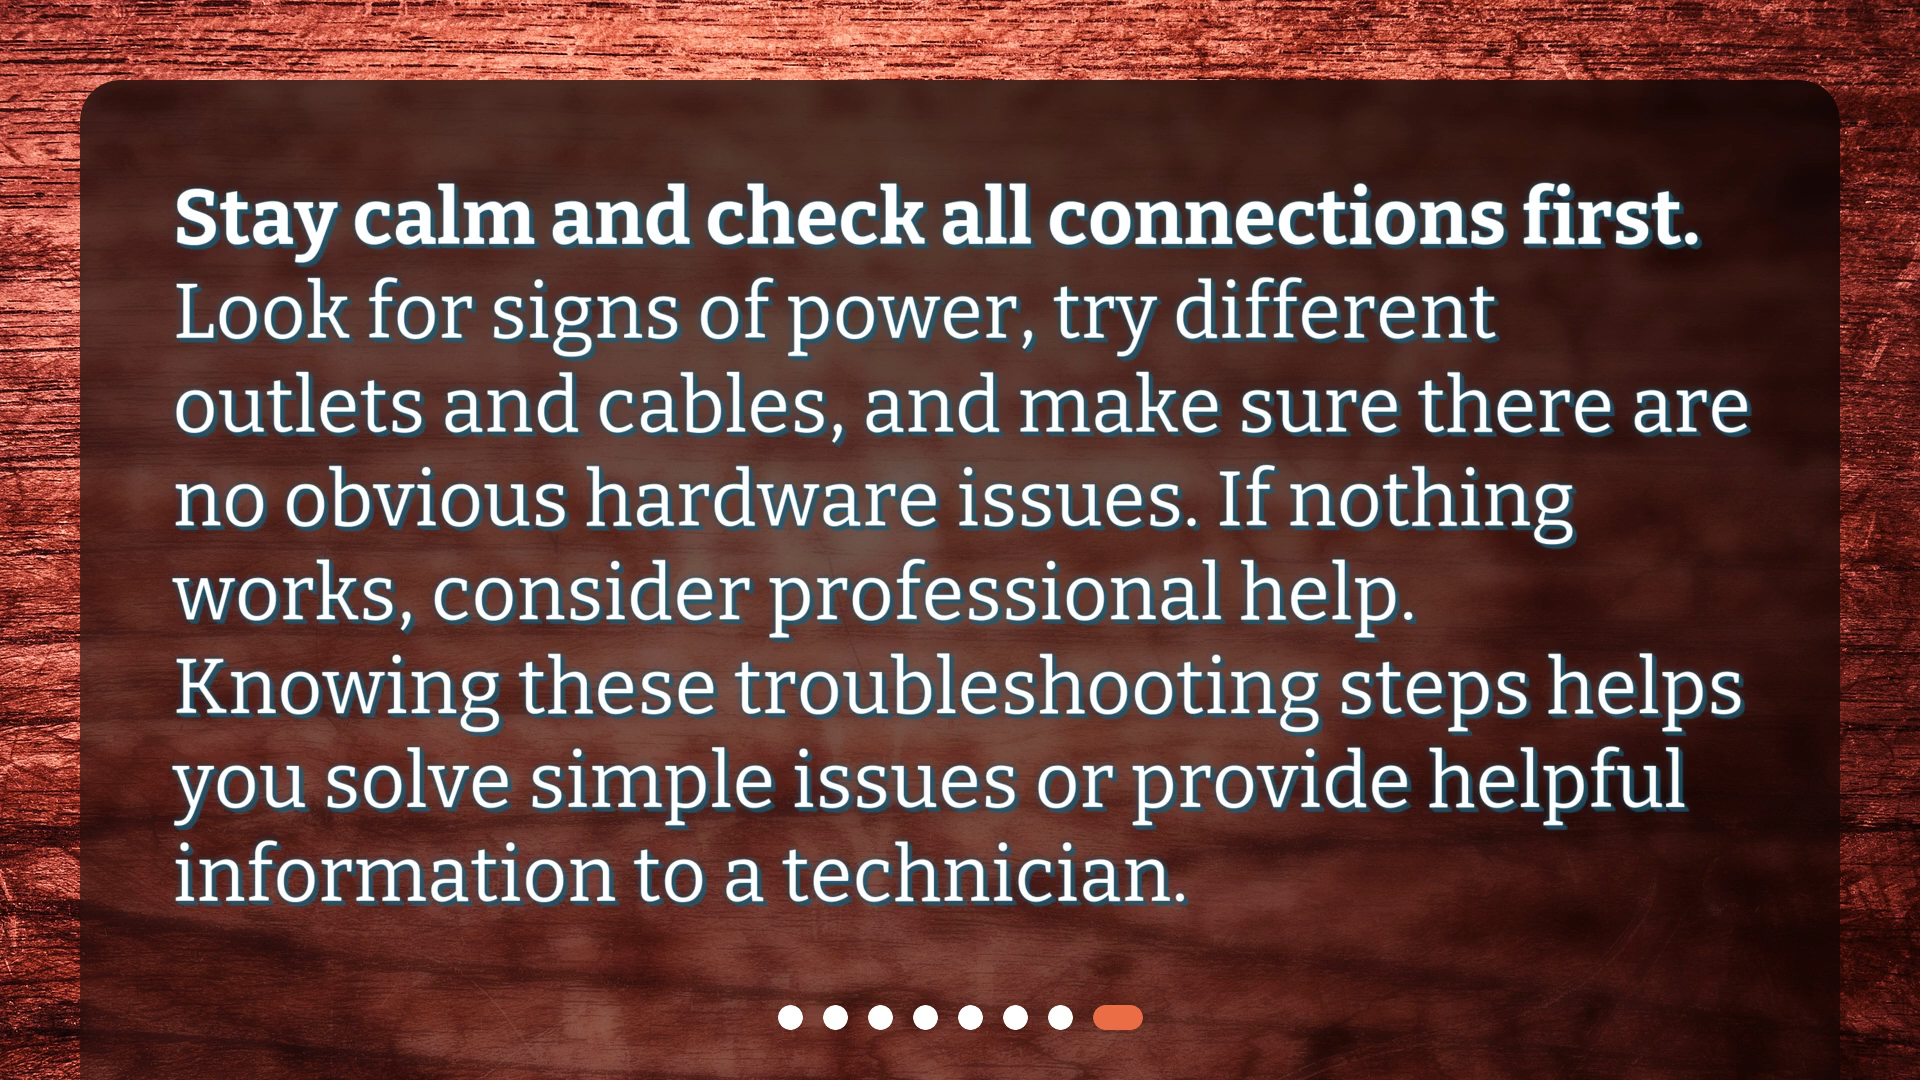 Stay calm and check all connections first.
Look for signs of power, try different
outlets and cables, and make sure there are
no obvious hardware issues. If nothing
works, consider professional help.
Knowing these troubleshooting steps helps
you solve simple issues or provide helpful
information to a technician.